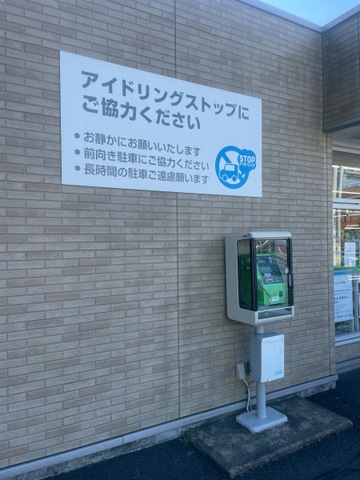 アイドリングストップに
ご協力ください
● お静かにお願いいたします
● 前向き駐車にご協力ください
● 長時間の駐車ご遠慮願います
STOP